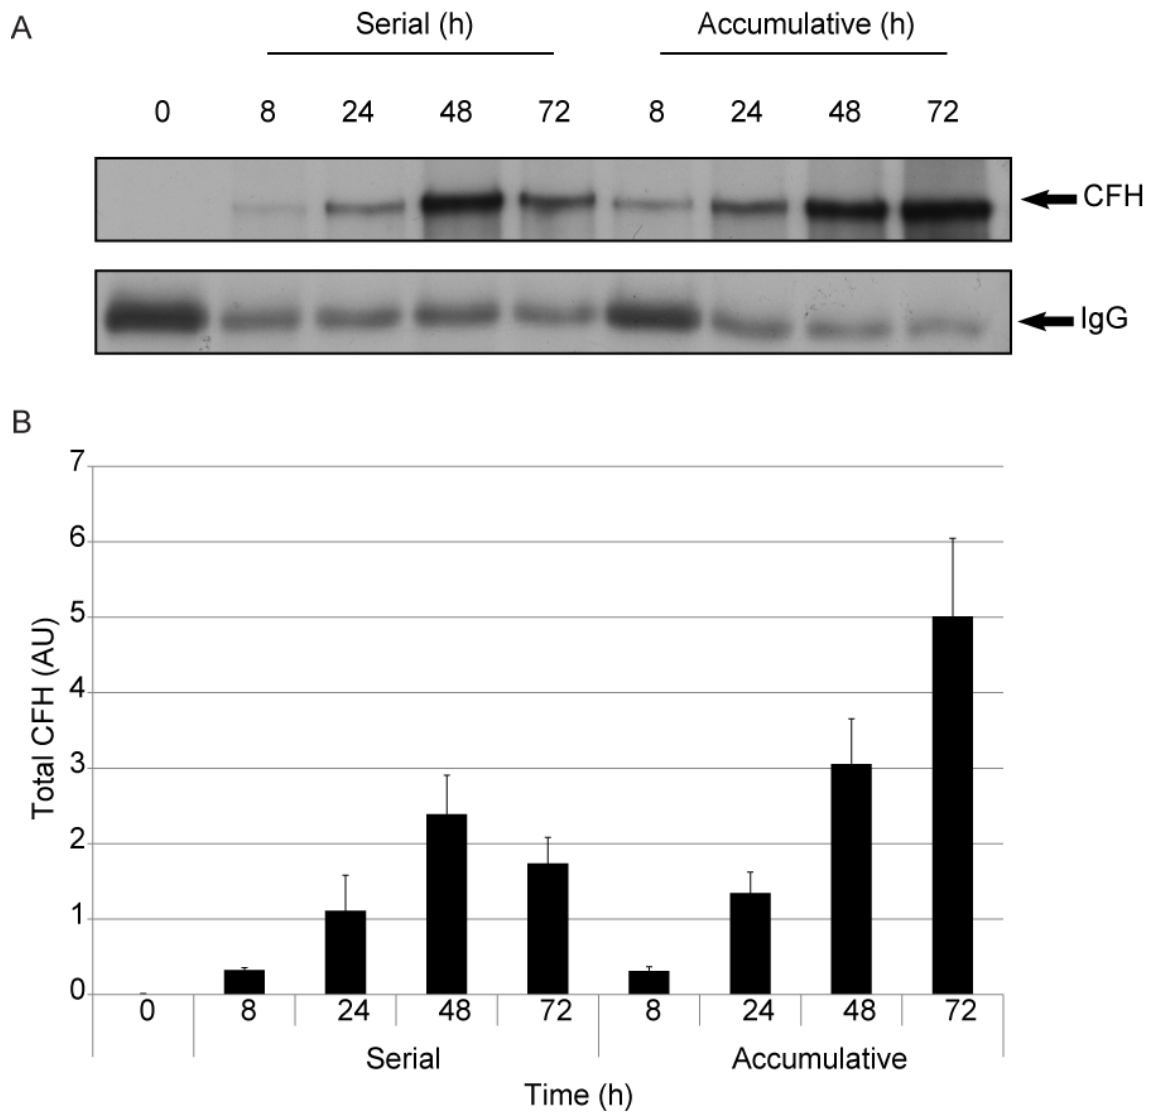 A
Serial (h) Accumulative (h)
0 8 24 48 72 8 24 48 72
CFH
IgG
B
7
6
5
4
3
2
1
0
Total CFH (AU)
0 8 24 48 72 8 24 48 72
Serial Accumulative
Time (h)